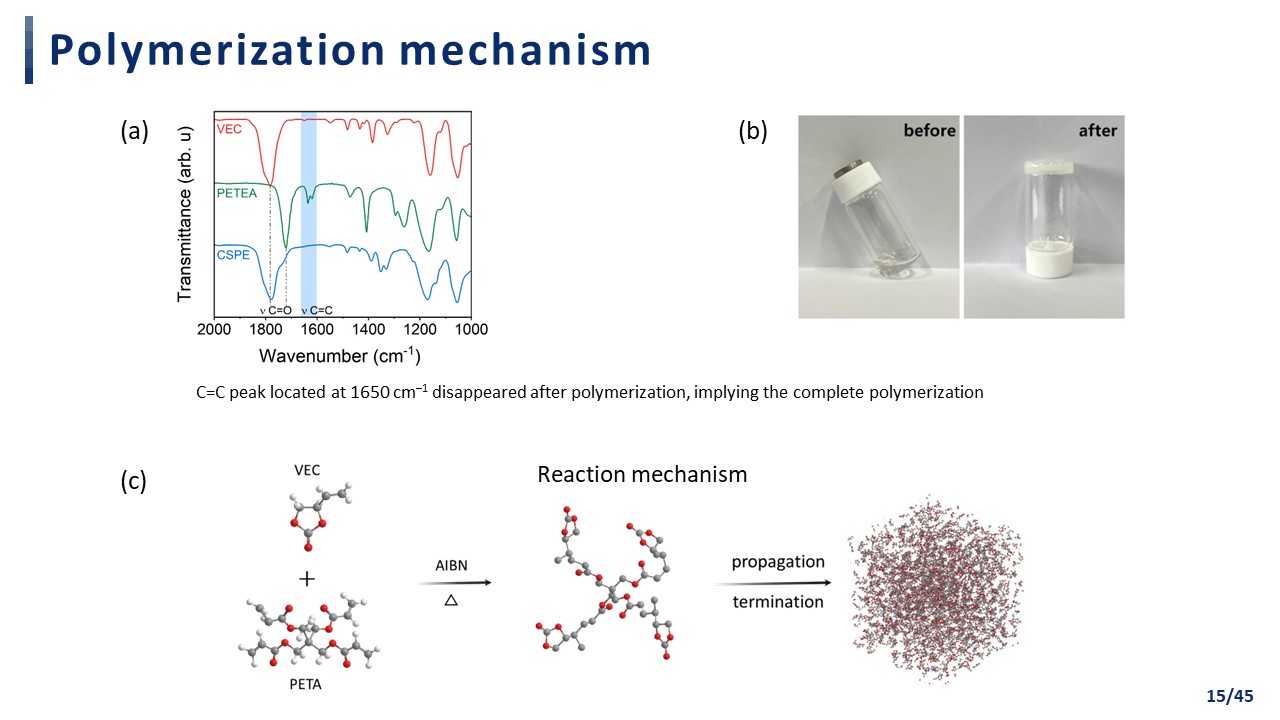 Polymerization mechanism
(a)
Transmittance (arb. u)
VEC
PETEA
CSPE
ν C=O
ν C=C
2000 1800 1600 1400 1200 1000
Wavenumber (cm⁻¹)
(b)
before
after
C=C peak located at 1650 cm⁻¹ disappeared after polymerization, implying the complete polymerization
(c)
VEC
+
PETA
AIBN
△
Reaction mechanism
propagation
termination
15/45